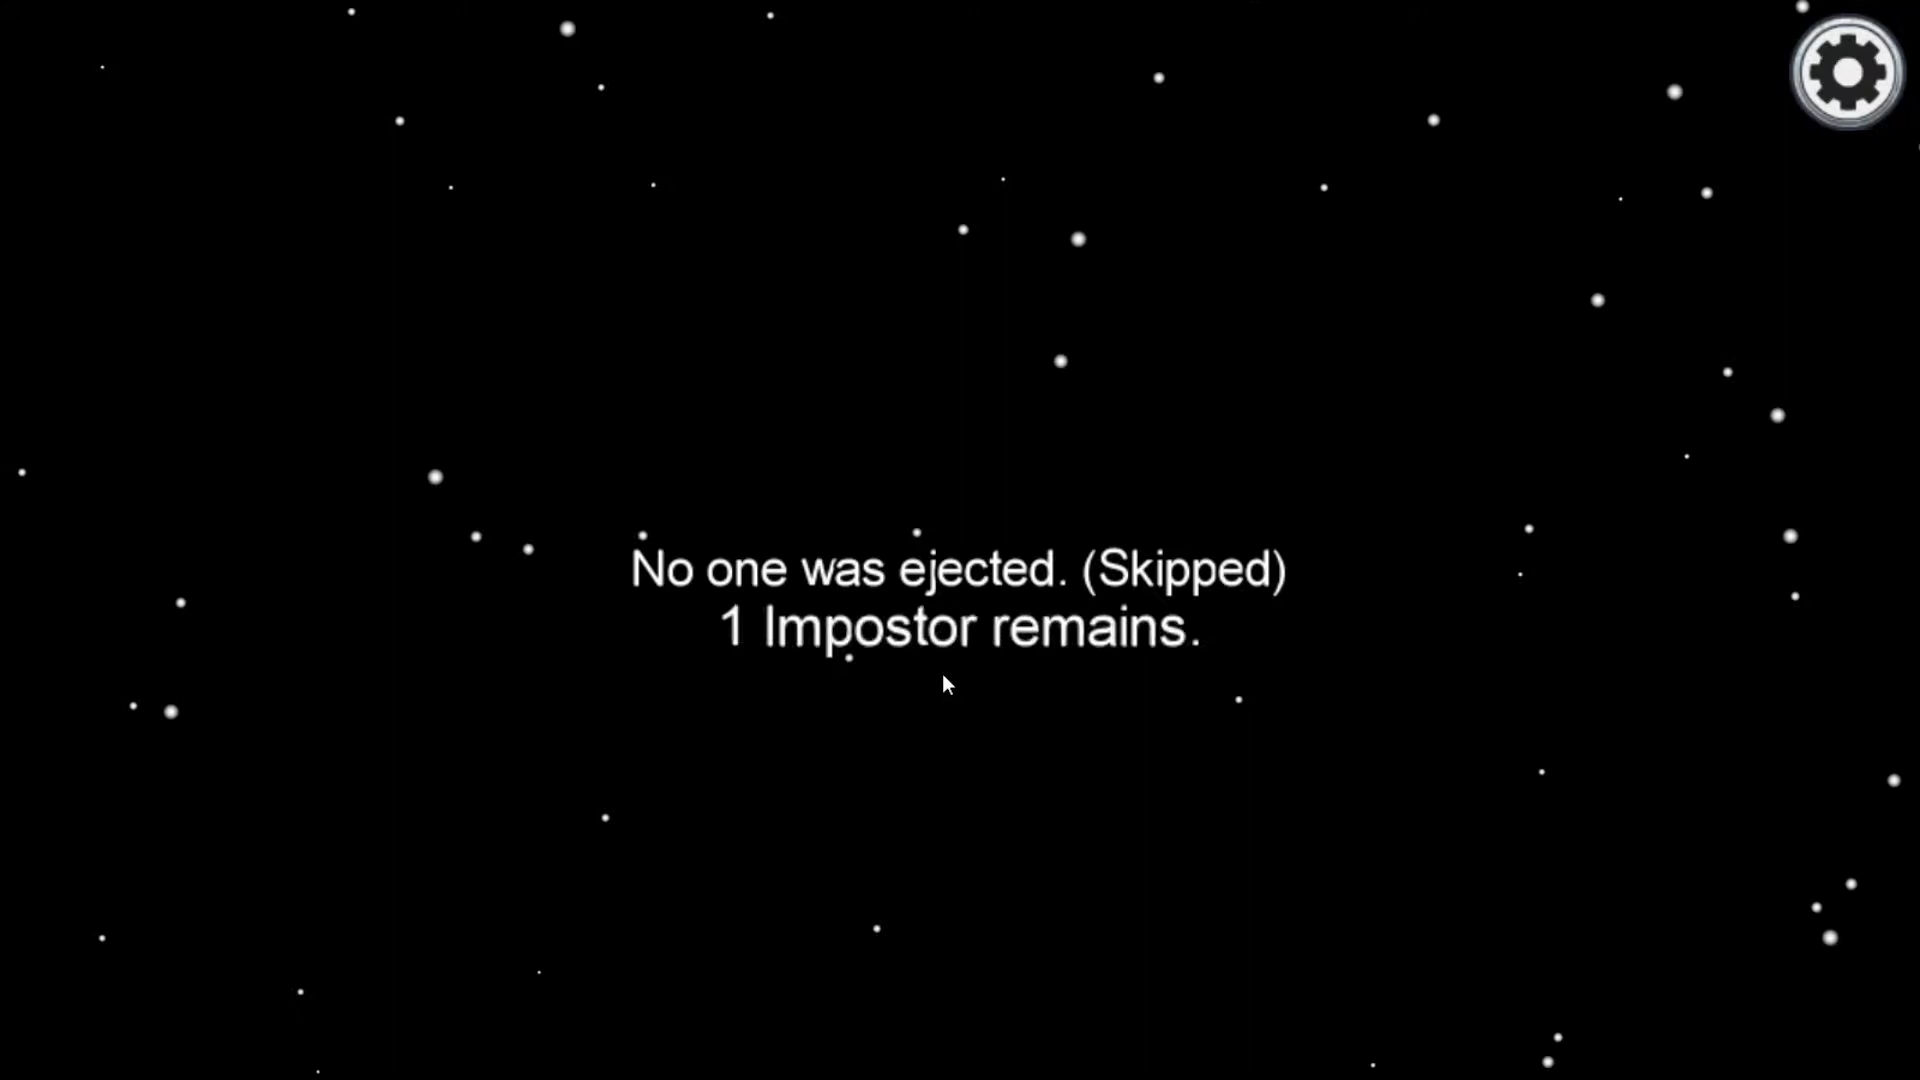 No one was ejected. (Skipped)
1 Impostor remains.